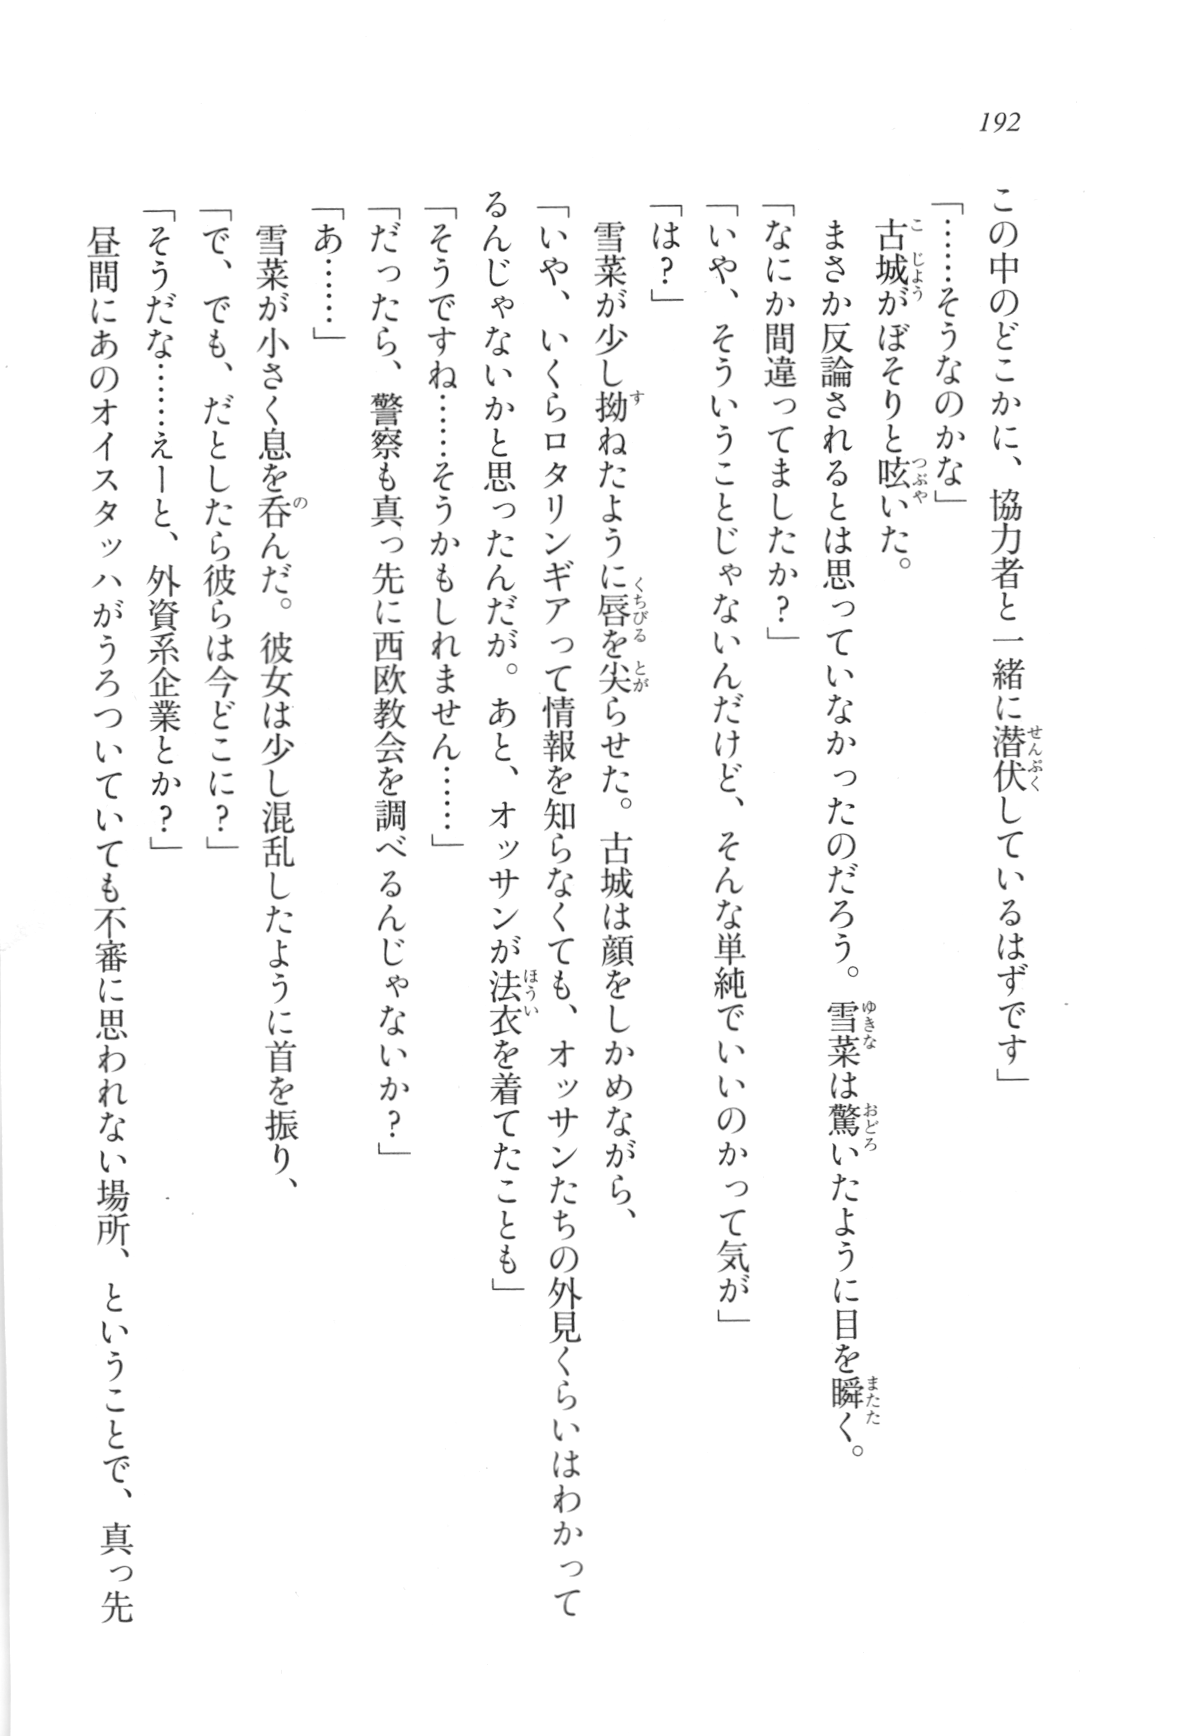 192
この中のどこかに、協力者と一緒に潜伏しているはずです」
「……そうなのかな」
古城がぼそりと呟いた。
まさか反論されるとは思っていなかったのだろう。雪菜は驚いたように目を瞬く。
「なにか間違ってましたか?」
「いや、そういうことじゃないんだけど、そんな単純でいいのかって気が」
「は?」
雪菜が少し拗ねたように唇を尖らせた。古城は顔をしかめながら、
「いや、いくらロタリンギアって情報を知らなくても、オッサンたちの外見くらいはわかって
るんじゃないかと思ったんだが。あと、オッサンが法衣を着てたことも」
「そうですね……そうかもしれません……」
「だったら、警察も真っ先に西欧教会を調べるんじゃないか?」
「あ……」
雪菜が小さく息を呑んだ。彼女は少し混乱したように首を振り、
「で、でも、だとしたら彼らは今どこに?」
「そうだな……えーと、外資系企業とか?」
昼間にあのオイスタッハがうろついていても不審に思われない場所、ということで、真っ先